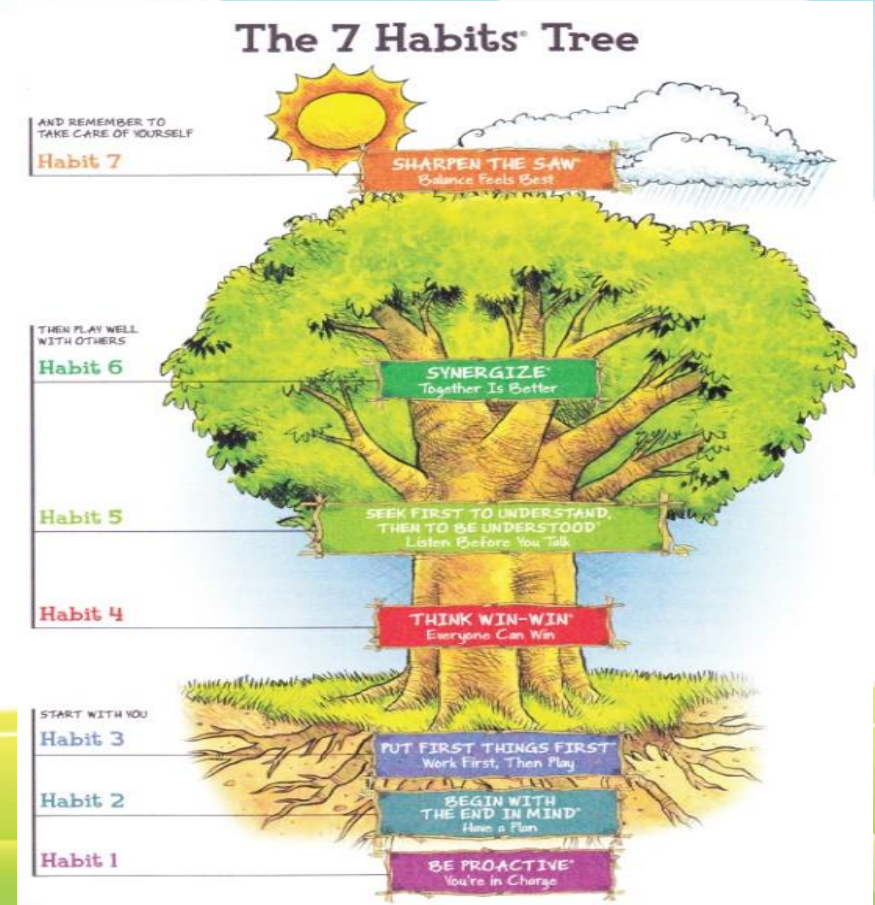 The 7 Habits® Tree
AND REMEMBER TO
TAKE CARE OF YOURSELF
Habit 7
SHARPEN THE SAW®
Balance Feels Best
THEN PLAY WELL
WITH OTHERS
Habit 6
SYNERGIZE®
Together Is Better
Habit 5
SEEK FIRST TO UNDERSTAND,
THEN TO BE UNDERSTOOD®
Listen Before You Talk
Habit 4
THINK WIN-WIN®
Everyone Can Win
START WITH YOU
Habit 3
PUT FIRST THINGS FIRST®
Work First, Then Play
Habit 2
BEGIN WITH
THE END IN MIND®
Have a Plan
Habit 1
BE PROACTIVE®
You're in Charge